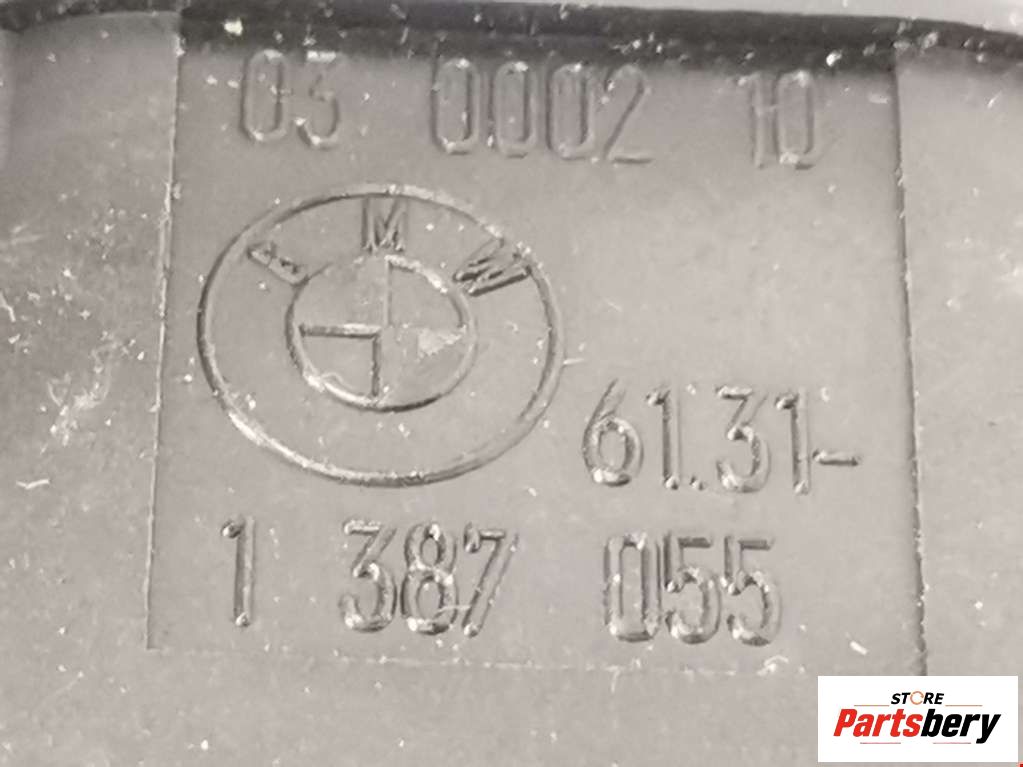 03 0002 10
BMW
61.31-
1 387 055
STORE
Partsbery